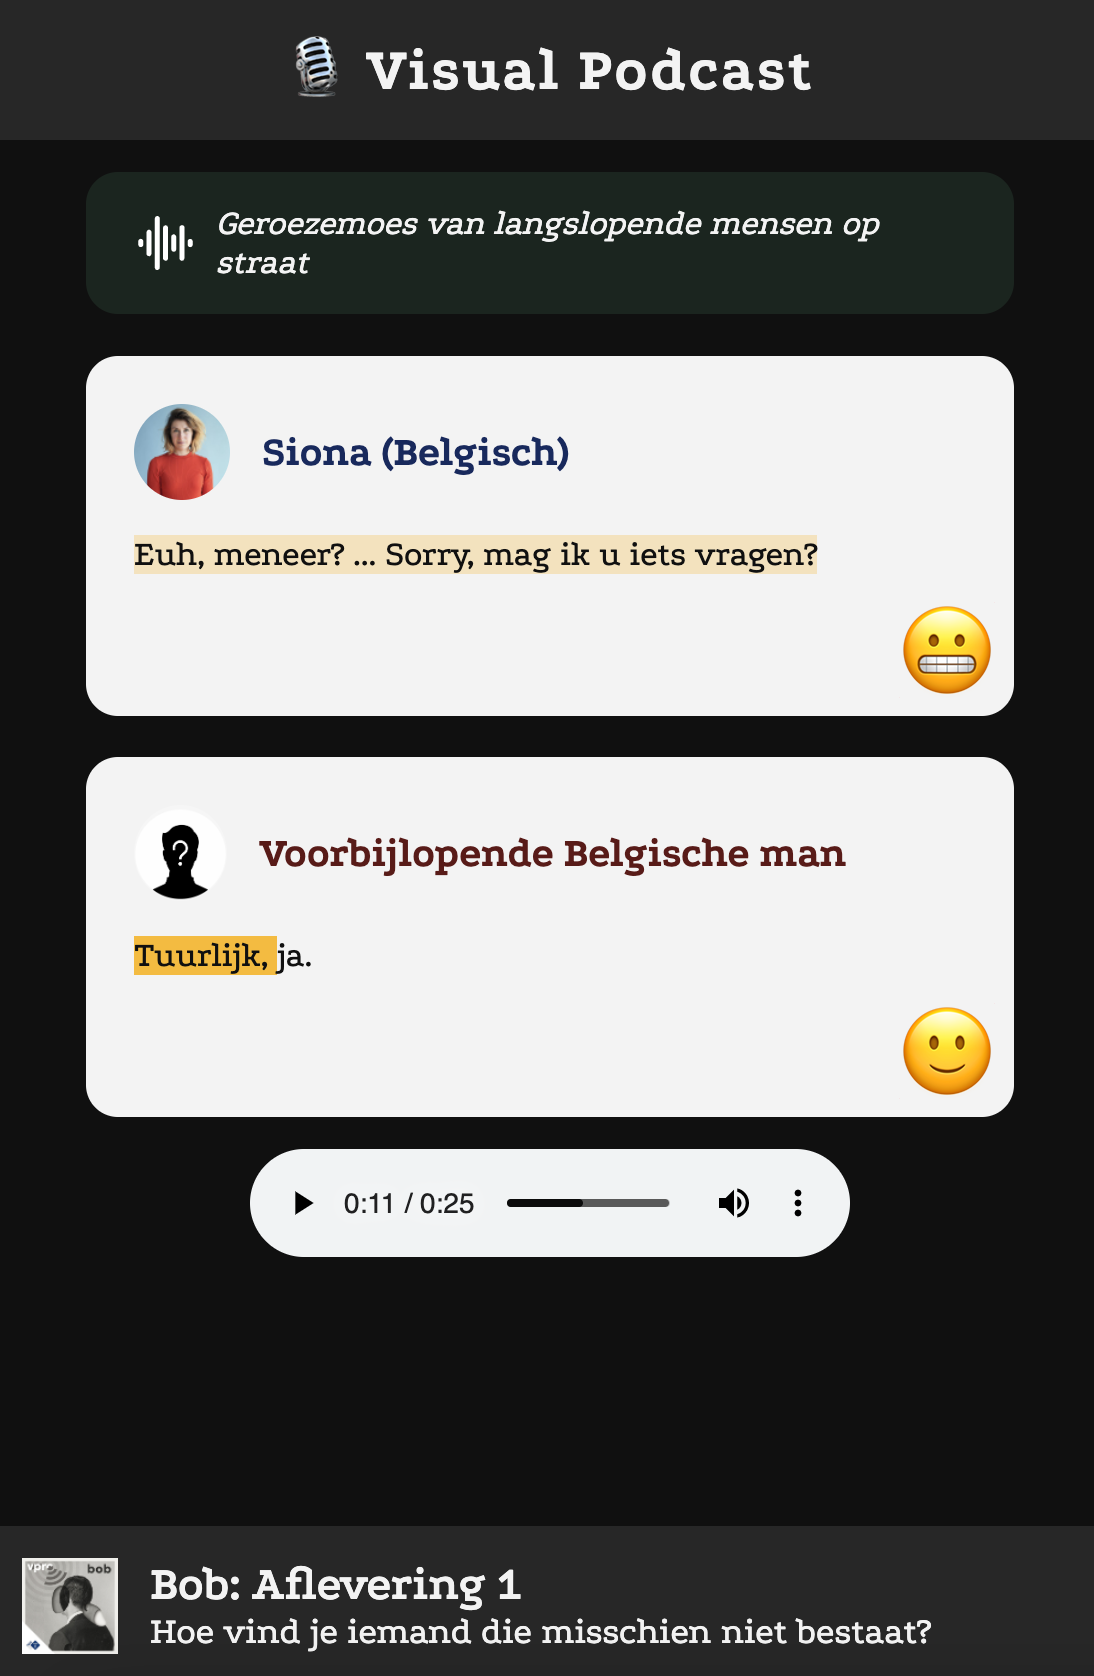 Visual Podcast
Geroezemoes van langslopende mensen op
straat
Siona (Belgisch)
Euh, meneer? ... Sorry, mag ik u iets vragen?
?
Voorbijlopende Belgische man
Tuurlijk, ja.
0:11 / 0:25
vpro bob
Bob: Aflevering 1
Hoe vind je iemand die misschien niet bestaat?